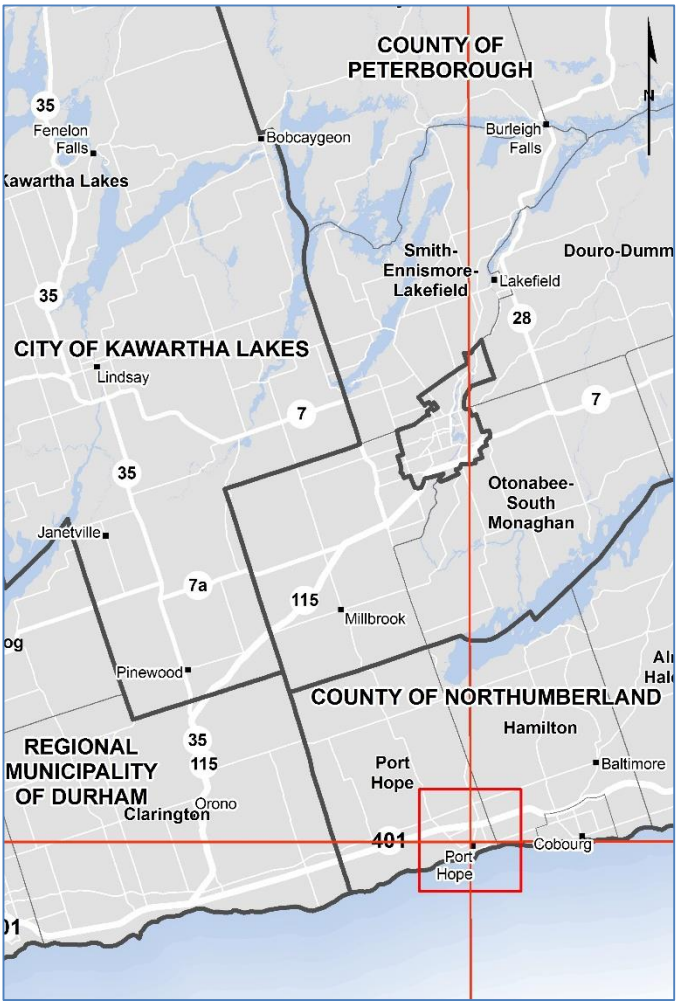 COUNTY OF
PETERBOROUGH
N
35
Fenelon
Falls
Bobcaygeon
Burleigh
Falls
Kawartha Lakes
Smith-
Ennismore-
Lakefield
Douro-Dumm
35
Lakefield
28
CITY OF KAWARTHA LAKES
Lindsay
7
7
35
Otonabee-
South
Monaghan
Janetville
7a
115
Millbrook
og
Pinewood
Al
Hal
COUNTY OF NORTHUMBERLAND
Hamilton
35
115
REGIONAL
MUNICIPALITY
OF DURHAM
Port
Hope
Baltimore
Orono
Clarington
401
Cobourg
Port
Hope
01